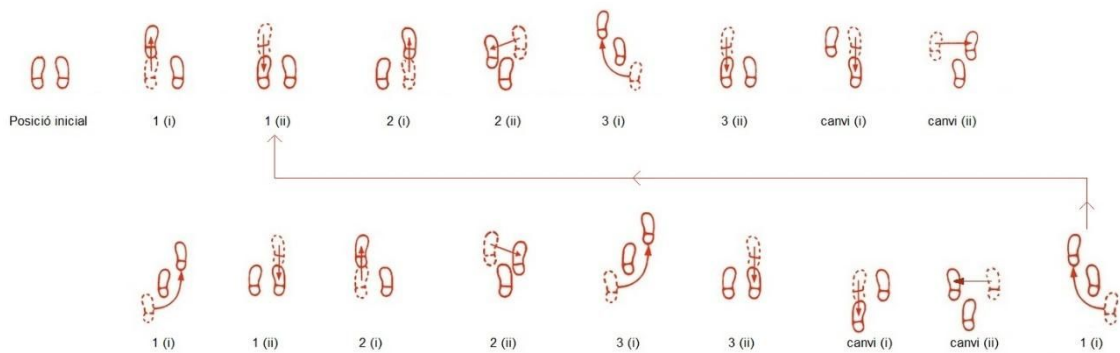 Posició inicial 1 (i) 1 (ii) 2 (i) 2 (ii) 3 (i) 3 (ii) canvi (i) canvi (ii)
1 (i) 1 (ii) 2 (i) 2 (ii) 3 (i) 3 (ii) canvi (i) canvi (ii) 1 (i)